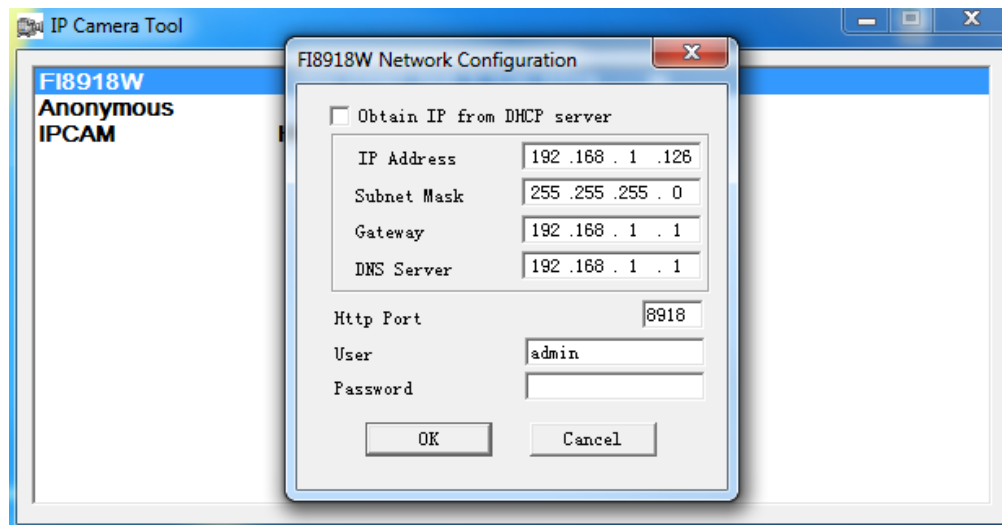 IP Camera Tool
FI8918W Network Configuration
FI8918W
Anonymous
IPCAM
Obtain IP from DHCP server
IP Address 192 .168 . 1 .126
Subnet Mask 255 .255 .255 . 0
Gateway 192 .168 . 1 . 1
DNS Server 192 .168 . 1 . 1
Http Port 8918
User admin
Password
OK Cancel